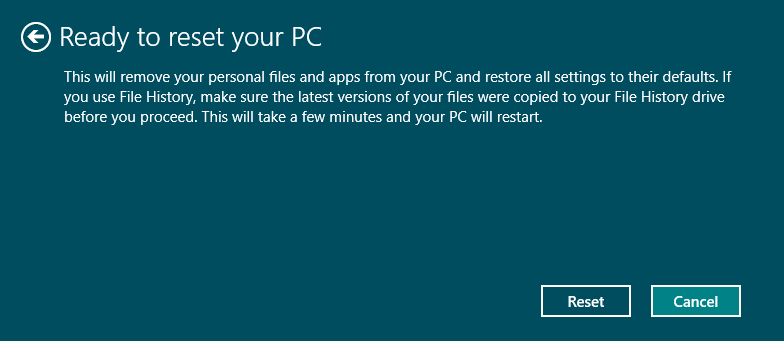 Ready to reset your PC
This will remove your personal files and apps from your PC and restore all settings to their defaults. If
you use File History, make sure the latest versions of your files were copied to your File History drive
before you proceed. This will take a few minutes and your PC will restart.
Reset
Cancel